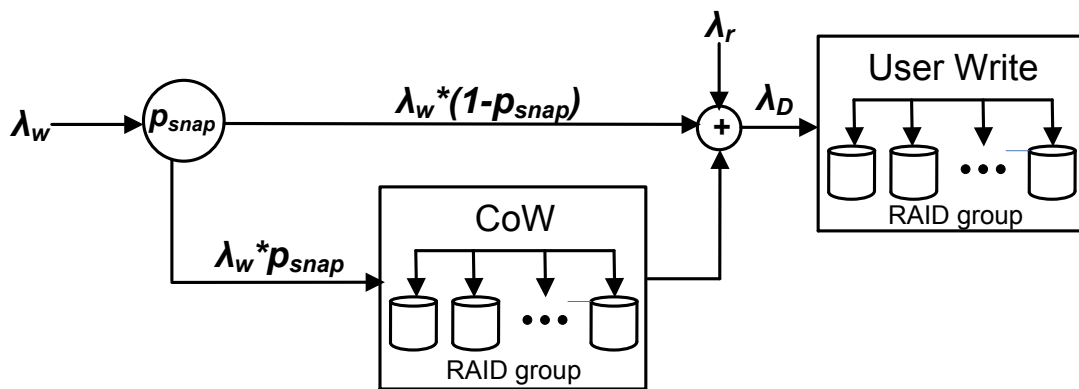 λr
User Write
λw
psnap
λw*(1-psnap)
+
λD
RAID group
CoW
λw*psnap
RAID group